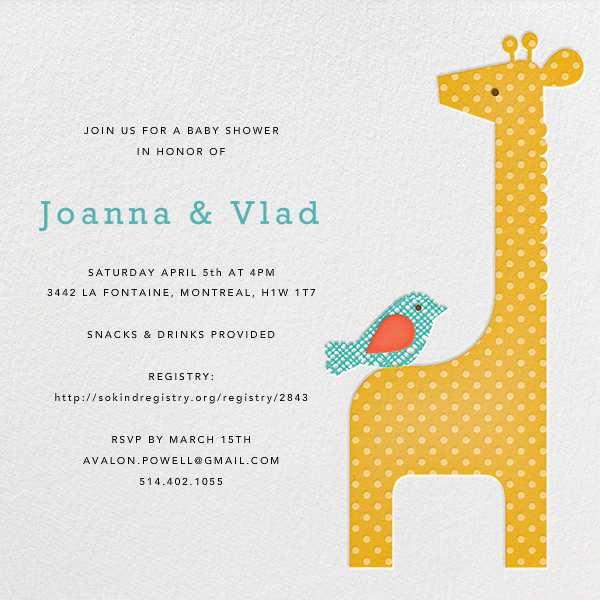 JOIN US FOR A BABY SHOWER
IN HONOR OF
Joanna & Vlad
SATURDAY APRIL 5th AT 4PM
3442 LA FONTAINE, MONTREAL, H1W 1T7
SNACKS & DRINKS PROVIDED
REGISTRY:
http://sokindregistry.org/registry/2843
RSVP BY MARCH 15TH
AVALON.POWELL@GMAIL.COM
514.402.1055